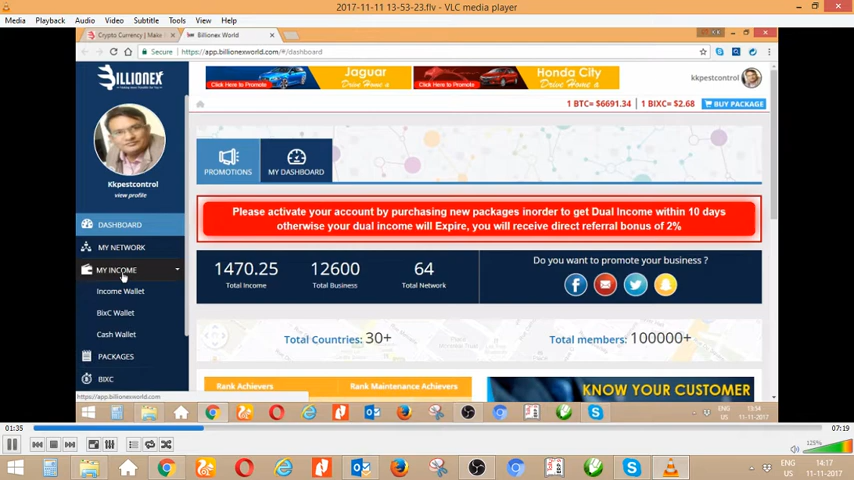 2017-11-11 13-53-23.flv - VLC media player
Media Playback Audio Video Subtitle Tools View Help
Crypto Currency | Make
Billionex World
Secure https://app.billionexworld.com/#/dashboard
BILLIONEX
Click Here to Promote
Jaguar
Drive Home a
Click Here to Promote
Honda City
Drive Home a
kkpestcontrol
1 BTC= $6691.34 1 BIXC= $2.68 BUY PACKAGE
Kkpestcontrol
view profile
PROMOTIONS
MY DASHBOARD
DASHBOARD
MY NETWORK
MY INCOME
Income Wallet
BixC Wallet
Cash Wallet
PACKAGES
BIXC
Please activate your account by purchasing new packages inorder to get Dual Income within 10 days
otherwise your dual income will Expire, you will receive direct referral bonus of 2%
1470.25 12600 64
Total Income Total Business Total Network
Do you want to promote your business ?
Total Countries: 30+ Total members: 100000+
Rank Achievers Rank Maintenance Achievers
KNOW YOUR CUSTOMER
https://app.billionexworld.com
ENG 13:54
US 11-11-2017
01:35 07:19
125%
ENG 14:17
US 11-11-2017